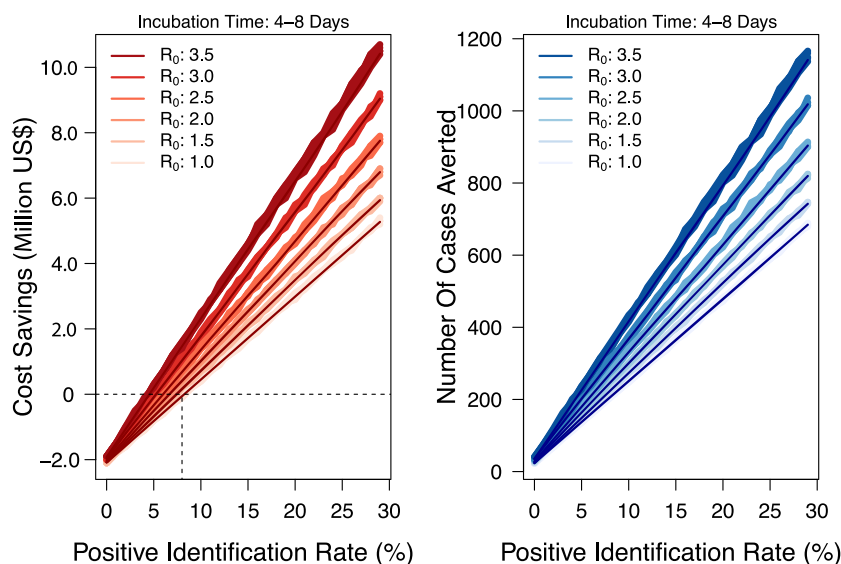 Incubation Time: 4–8 Days
Cost Savings (Million US$)
10.0
8.0
6.0
4.0
2.0
0
−2.0
R0: 3.5
R0: 3.0
R0: 2.5
R0: 2.0
R0: 1.5
R0: 1.0
0 5 10 15 20 25 30
Positive Identification Rate (%)
Incubation Time: 4–8 Days
Number Of Cases Averted
1200
1000
800
600
400
200
0
R0: 3.5
R0: 3.0
R0: 2.5
R0: 2.0
R0: 1.5
R0: 1.0
0 5 10 15 20 25 30
Positive Identification Rate (%)